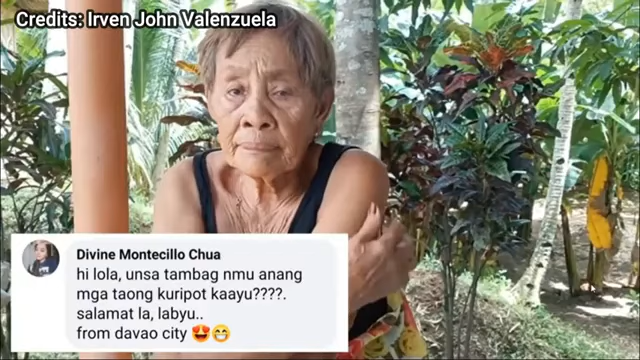 Credits: Irven John Valenzuela
Divine Montecillo Chua
hi lola, unsa tambag nmu anang
mga taong kuripot kaayu????.
salamat la, labyu..
from davao city 😍😁